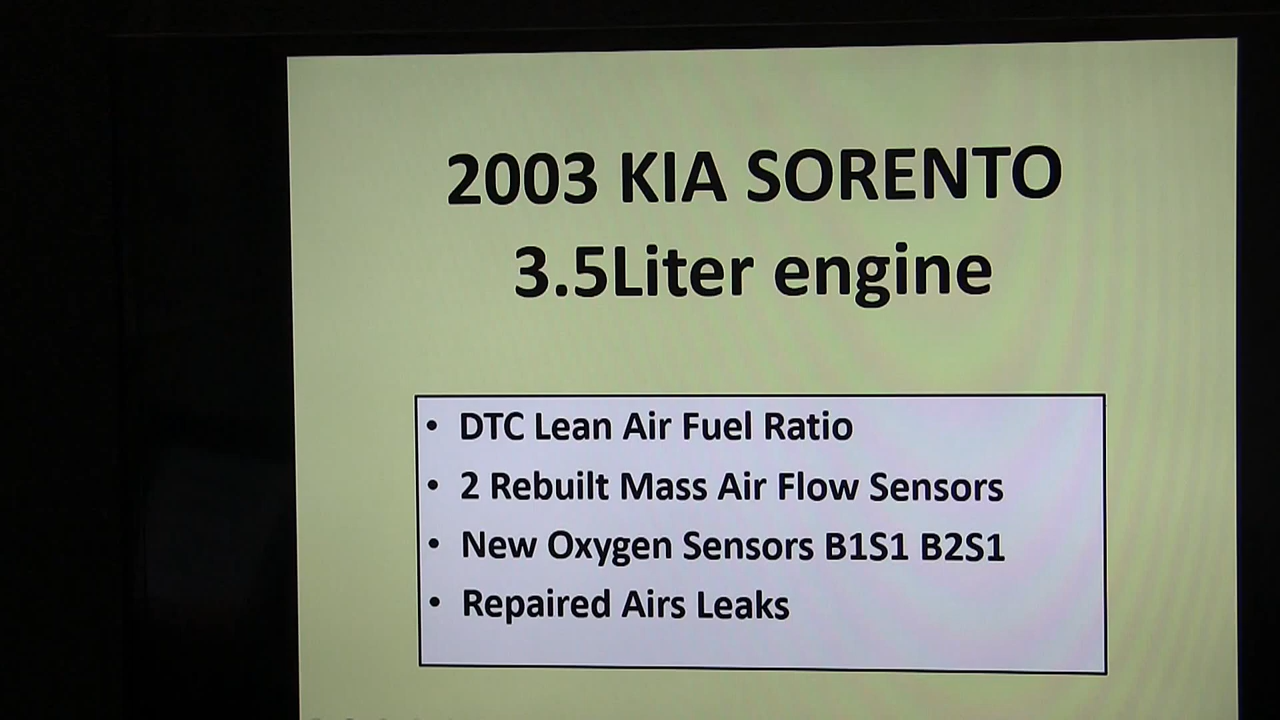 2003 KIA SORENTO
3.5Liter engine
• DTC Lean Air Fuel Ratio
• 2 Rebuilt Mass Air Flow Sensors
• New Oxygen Sensors B1S1 B2S1
• Repaired Airs Leaks